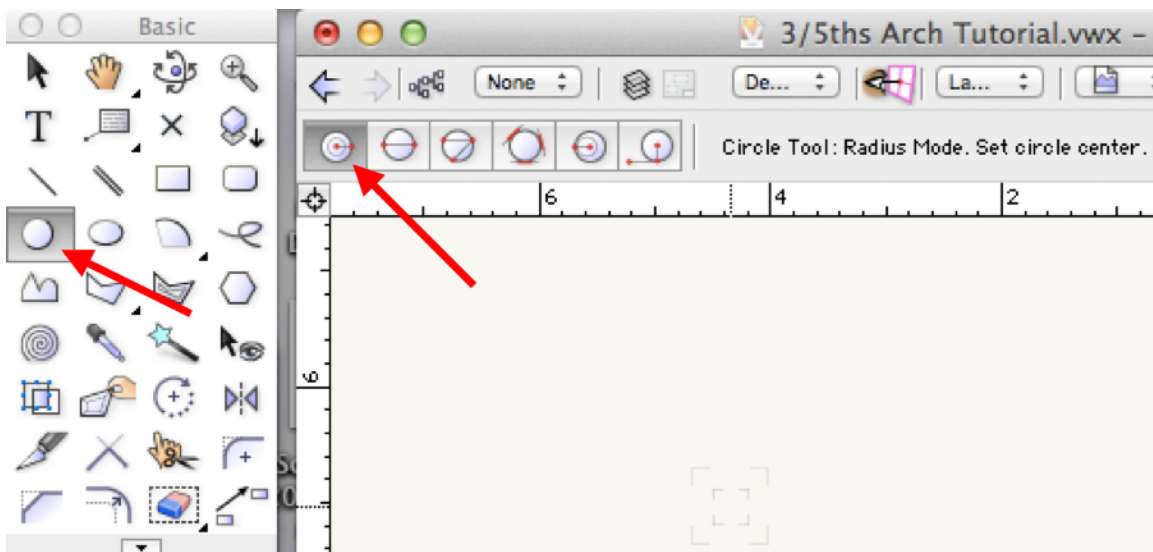 Basic
3/5ths Arch Tutorial.vwx –
None
De...
La...
T
Circle Tool: Radius Mode. Set circle center.
6
4
2
6